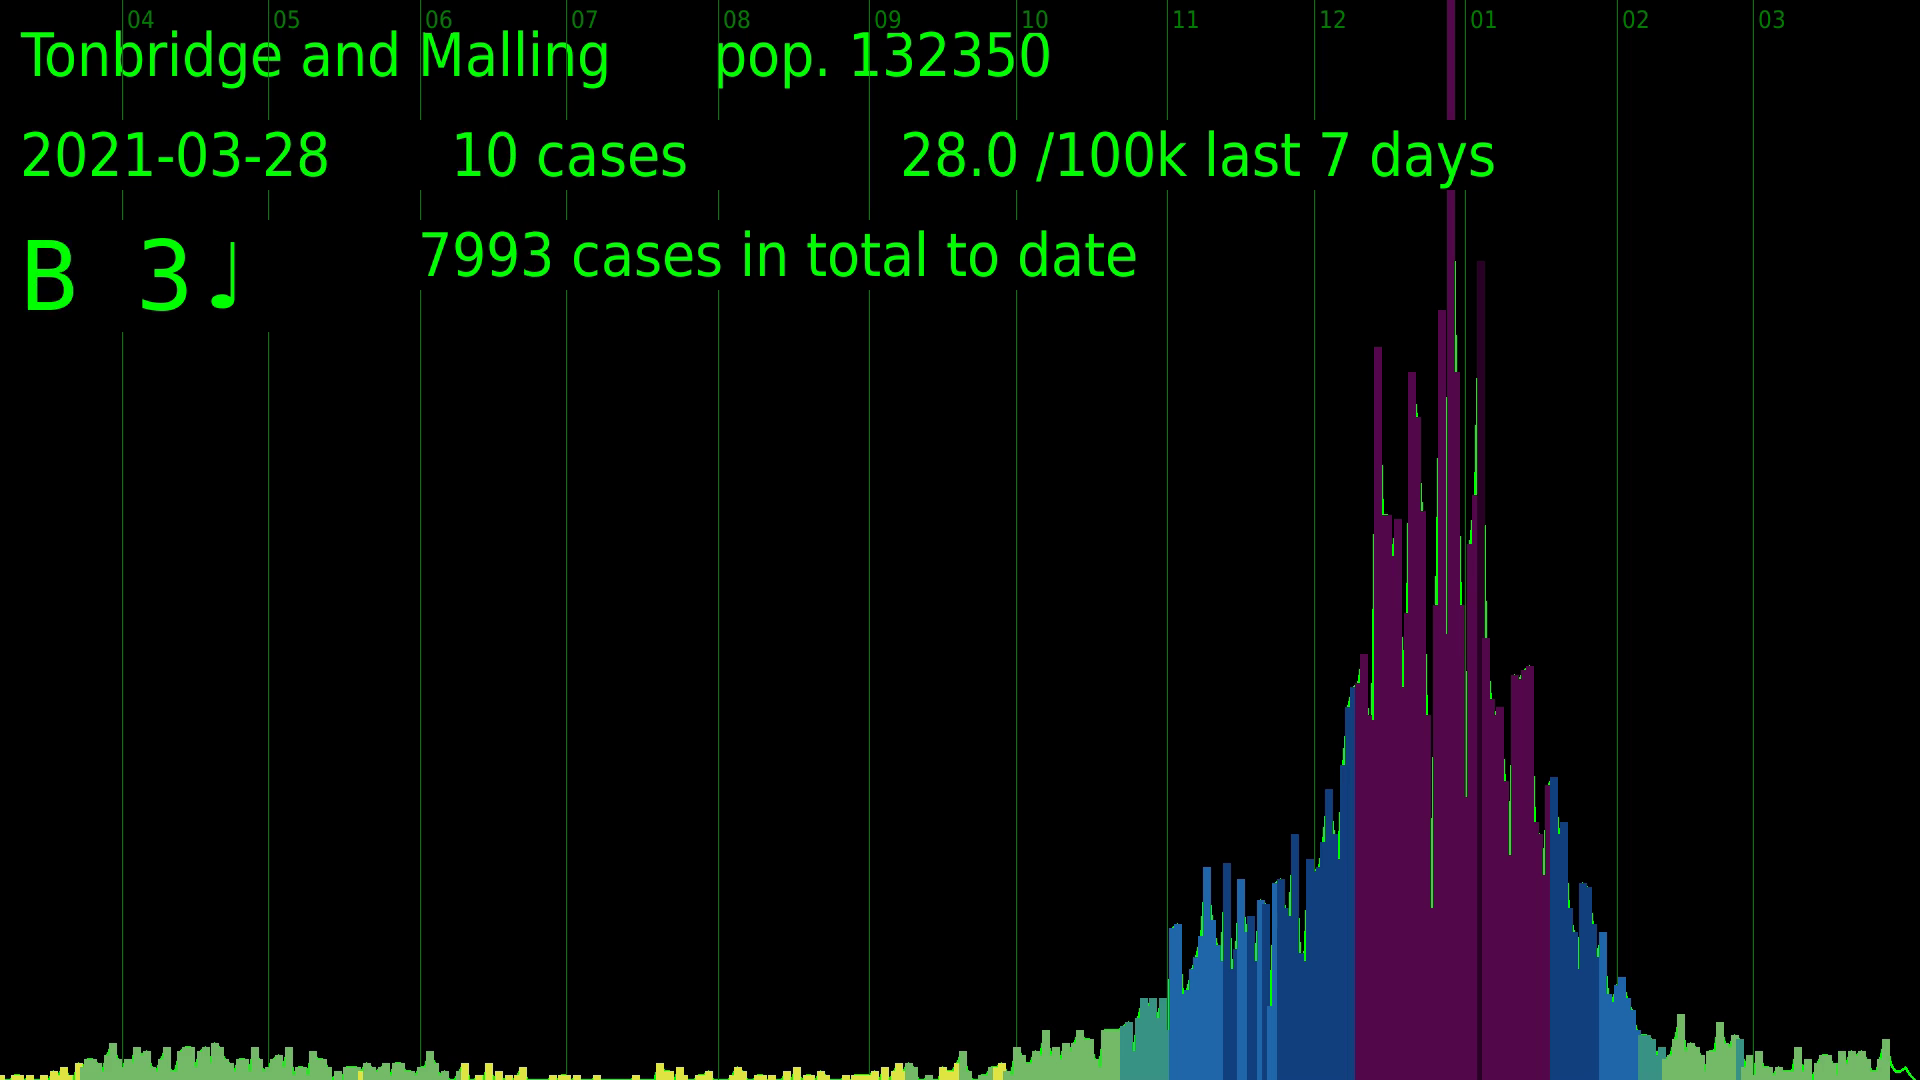 04 05 06 07 08 09 10 11 12 01 02 03
Tonbridge and Malling pop. 132350
2021-03-28 10 cases 28.0 /100k last 7 days
B 3♩ 7993 cases in total to date